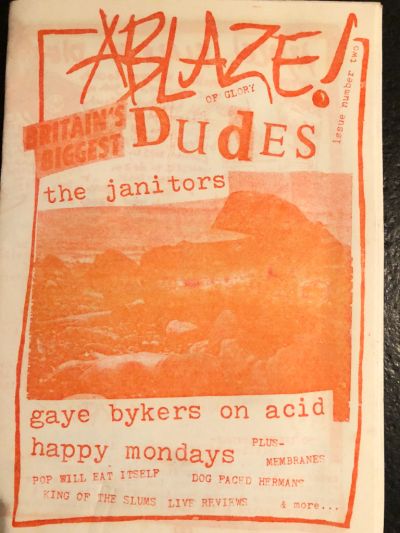 ABLAZE!
OF GLORY
issue number two
BRITAIN'S
BIGGEST
DUdES
the janitors
gaye bykers on acid
happy mondays
PLUS-
MEMBRANES
POP WILL EAT ITSELF
DOG FACED HERMANS
KING OF THE SLUMS
LIVE REVIEWS
& more...